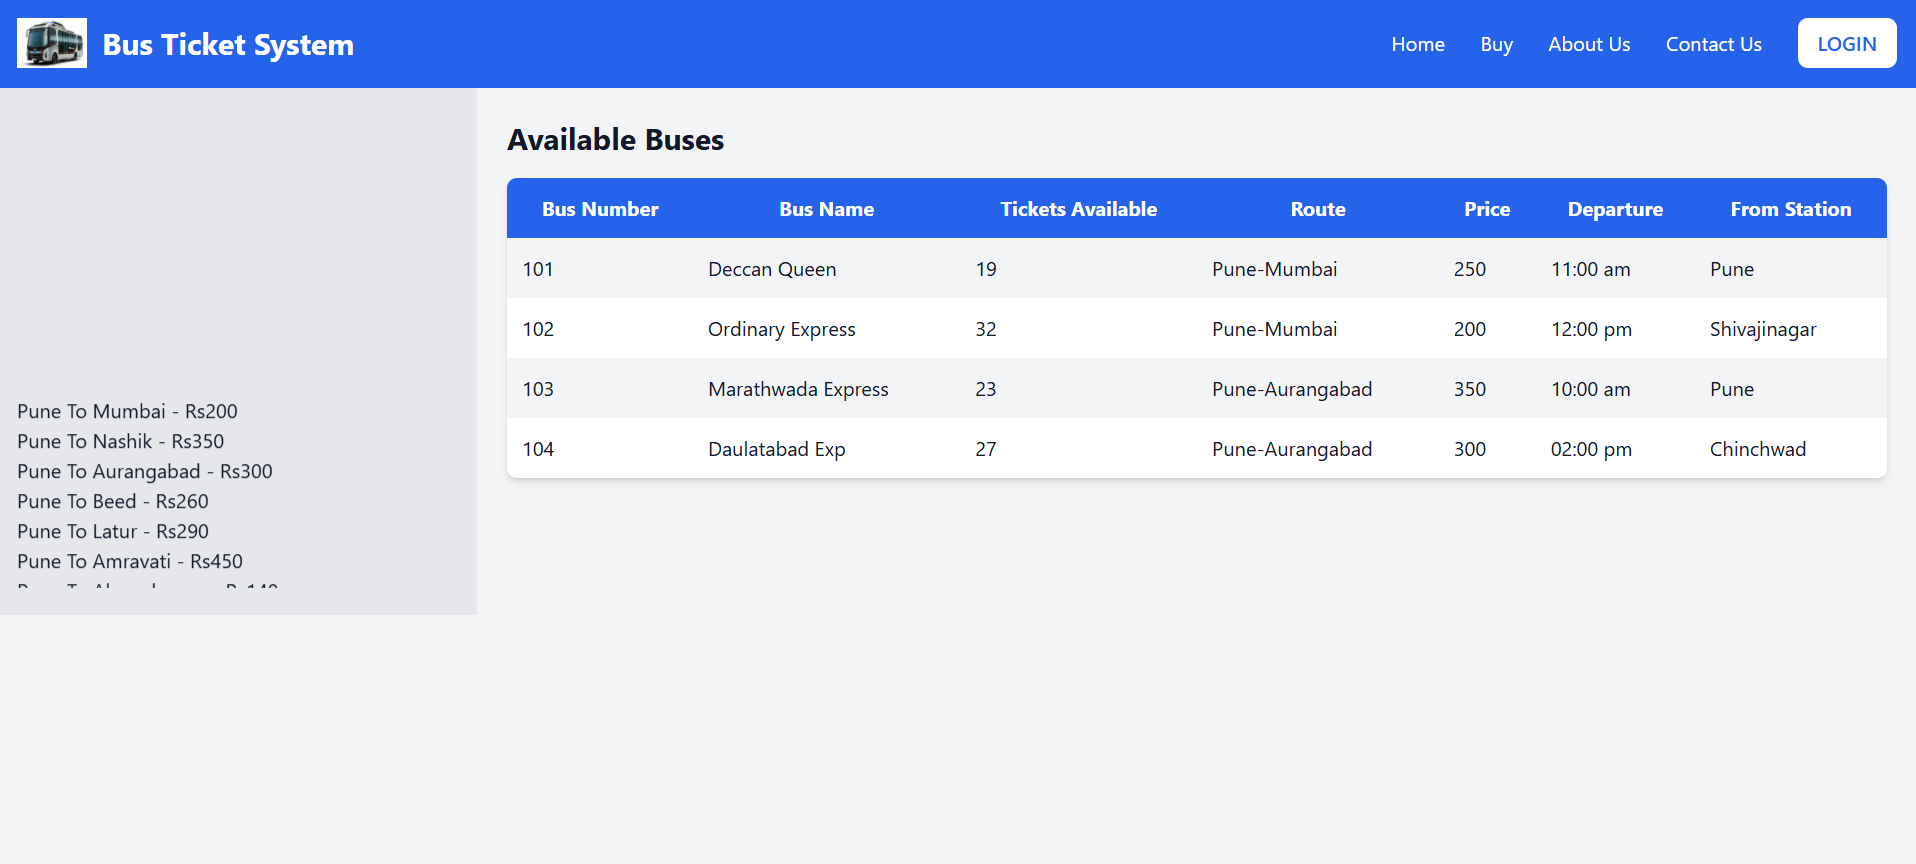 Bus Ticket System
Home Buy About Us Contact Us LOGIN
Pune To Mumbai - Rs200
Pune To Nashik - Rs350
Pune To Aurangabad - Rs300
Pune To Beed - Rs260
Pune To Latur - Rs290
Pune To Amravati - Rs450
Available Buses
Bus Number Bus Name Tickets Available Route Price Departure From Station
101 Deccan Queen 19 Pune-Mumbai 250 11:00 am Pune
102 Ordinary Express 32 Pune-Mumbai 200 12:00 pm Shivajinagar
103 Marathwada Express 23 Pune-Aurangabad 350 10:00 am Pune
104 Daulatabad Exp 27 Pune-Aurangabad 300 02:00 pm Chinchwad